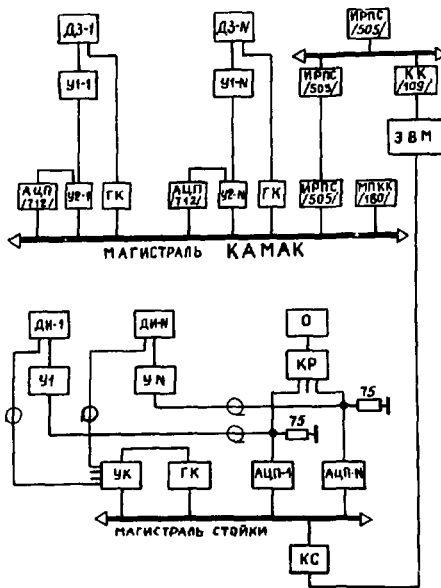 ИРПС
/505/
ДЗ-1
ДЗ-N
У1-1
У1-N
ИРПС
/505/
КК
/109/
ЭВМ
АЦП
/712/
У2-1
ГК
АЦП
/712/
У2-N
ГК
ИРПС
/505/
МПКК
/180/
МАГИСТРАЛЬ КАМАК
ДИ-1
ДИ-N
О
У1
УN
КР
75
75
УК
ГК
АЦП-1
АЦП-N
МАГИСТРАЛЬ СТОЙКИ
КС